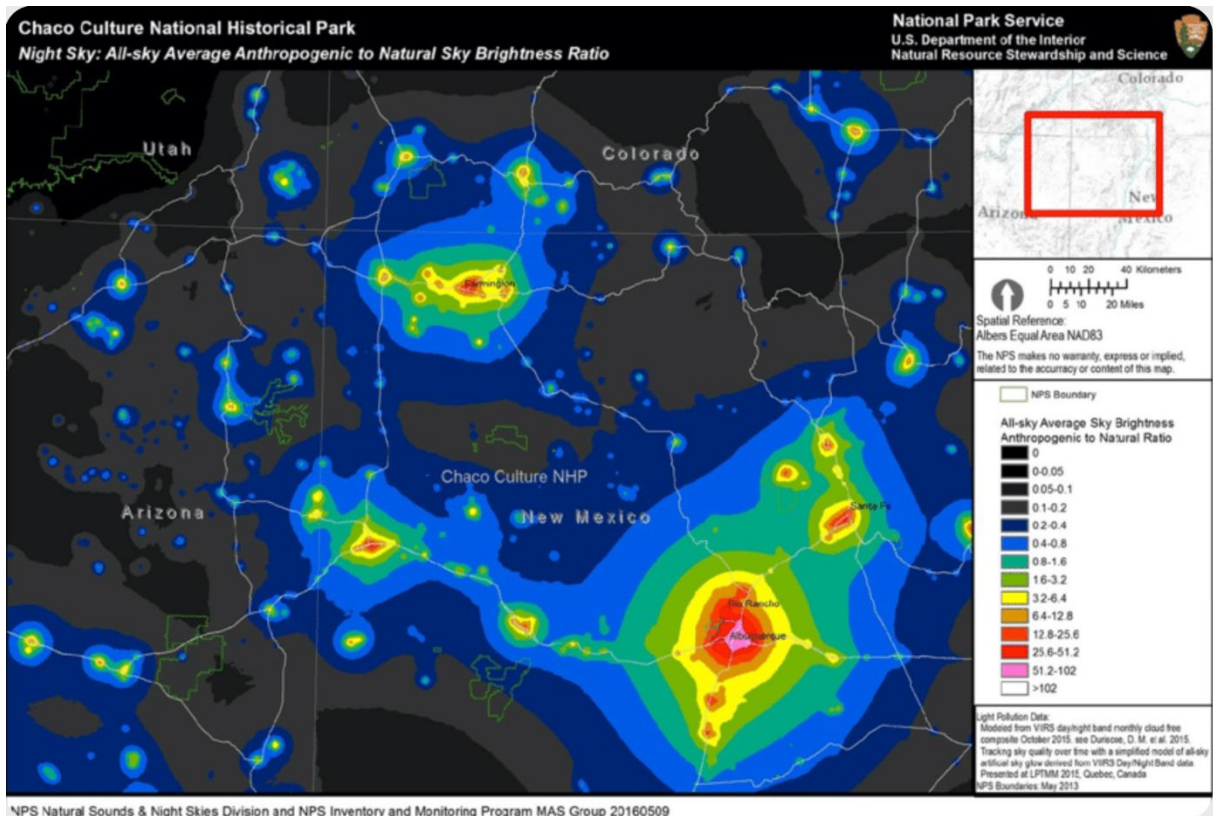 Chaco Culture National Historical Park
Night Sky: All-sky Average Anthropogenic to Natural Sky Brightness Ratio
National Park Service
U.S. Department of the Interior
Natural Resource Stewardship and Science
Utah
Colorado
Farmington
Chaco Culture NHP
New Mexico
Arizona
Santa Fe
Rio Rancho
Albuquerque
Colorado
Arizona
New
Mexico
0 10 20 40 Kilometers
0 5 10 20 Miles
Spatial Reference:
Albers Equal Area NAD83
The NPS makes no warranty, express or implied,
related to the accurracy or content of this map.
NPS Boundary
All-sky Average Sky Brightness
Anthropogenic to Natural Ratio
0
0-0.05
0.05-0.1
0.1-0.2
0.2-0.4
0.4-0.8
0.8-1.6
1.6-3.2
3.2-6.4
6.4-12.8
12.8-25.6
25.6-51.2
51.2-102
>102
Light Pollution Data:
Modeled from VIIRS day/night band monthly cloud free
composite October 2015. see Duriscoe, D. M. et al. 2015.
Tracking sky quality over time with a simplified model of all-sky
artificial sky glow derived from VIIRS Day/Night Band data.
Presented at LPTMM 2015, Quebec, Canada
NPS Boundaries: May 2013
NPS Natural Sounds & Night Skies Division and NPS Inventory and Monitoring Program MAS Group 20160509